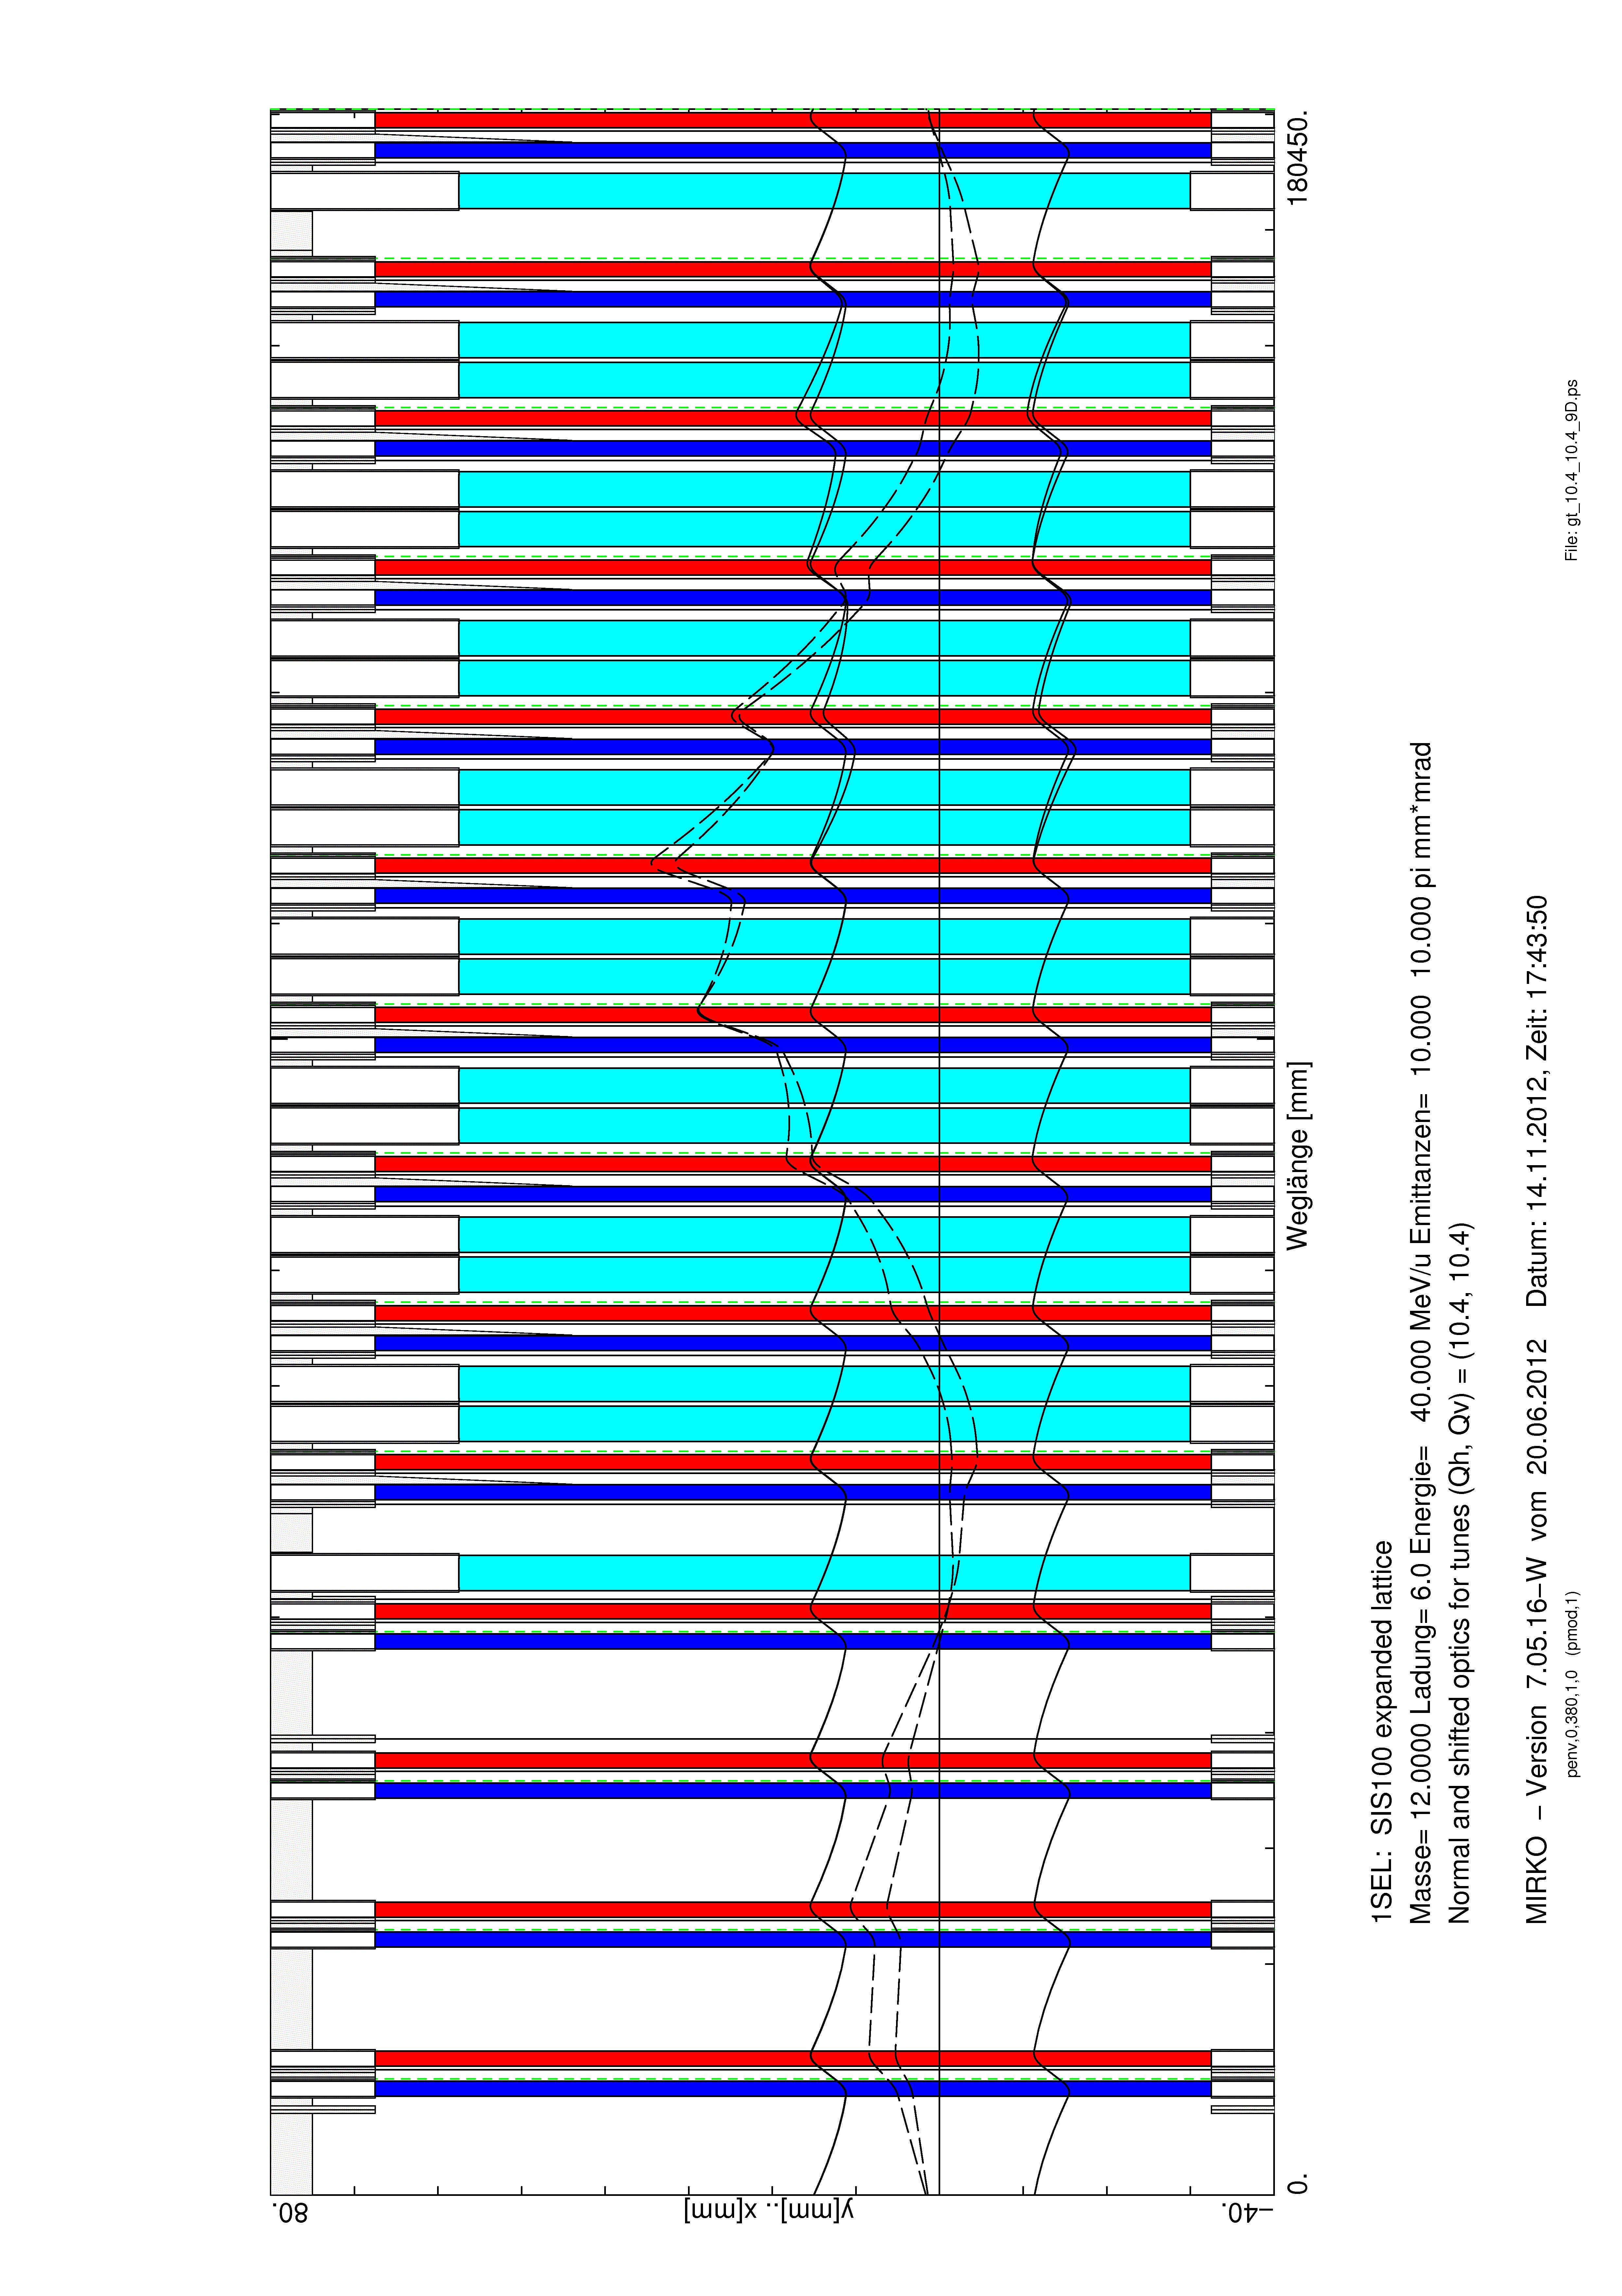 80.
y[mm].. x[mm]
−40.
0.
Weglänge [mm]
180450.
1SEL: SIS100 expanded lattice
Masse= 12.0000 Ladung= 6.0 Energie= 40.000 MeV/u Emittanzen= 10.000 10.000 pi mm*mrad
Normal and shifted optics for tunes (Qh, Qv) = (10.4, 10.4)
MIRKO − Version 7.05.16−W vom 20.06.2012 Datum: 14.11.2012, Zeit: 17:43:50
penv,0,380,1,0 (pmod,1)
File: gt_10.4_10.4_9D.ps